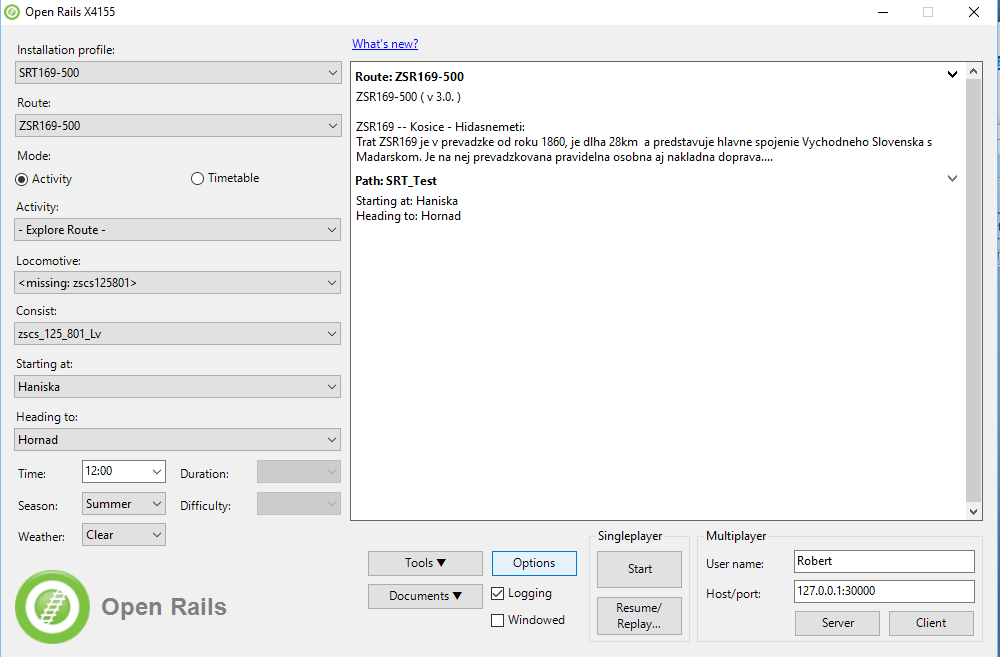 Open Rails X4155
Installation profile:
SRT169-500
Route:
ZSR169-500
Mode:
Activity
Timetable
Activity:
- Explore Route -
Locomotive:
<missing: zscs125801>
Consist:
zscs_125_801_Lv
Starting at:
Haniska
Heading to:
Hornad
Time:
12:00
Duration:
Season:
Summer
Difficulty:
Weather:
Clear
Open Rails
What's new?
Route: ZSR169-500
ZSR169-500 ( v 3.0. )
ZSR169 -- Kosice - Hidasnemeti:
Trat ZSR169 je v prevadzke od roku 1860, je dlha 28km  a predstavuje hlavne spojenie Vychodneho Slovenska s
Madarskom. Je na nej prevadzkovana pravidelna osobna aj nakladna doprava....
Path: SRT_Test
Starting at: Haniska
Heading to: Hornad
Tools ▼
Options
Documents ▼
Logging
Windowed
Singleplayer
Start
Resume/
Replay...
Multiplayer
User name:
Robert
Host/port:
127.0.0.1:30000
Server
Client